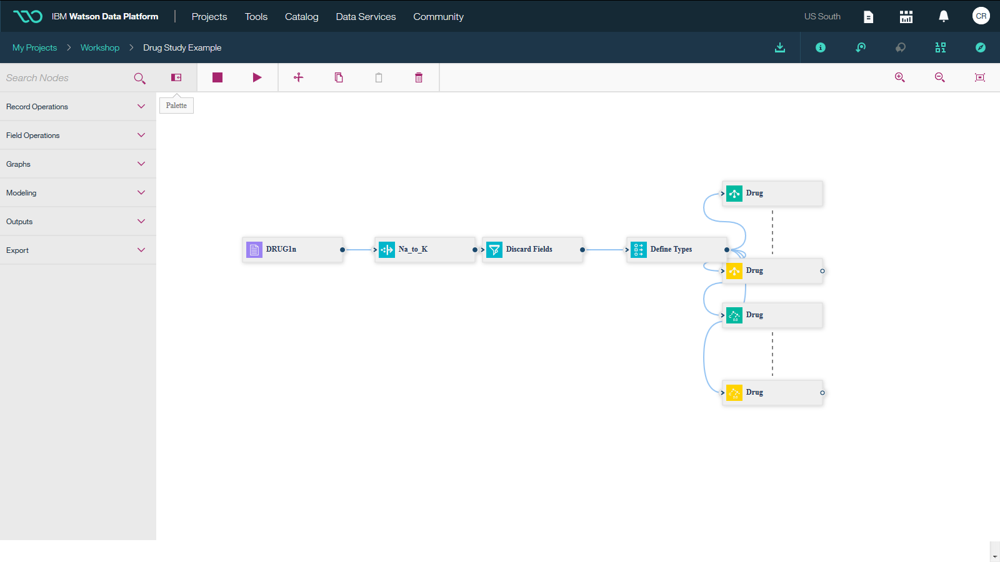 IBM Watson Data Platform
Projects
Tools
Catalog
Data Services
Community
US South
CR
My Projects > Workshop > Drug Study Example
Search Nodes
Palette
Record Operations
Field Operations
Graphs
Modeling
Outputs
Export
DRUG1n
Na_to_K
Discard Fields
Define Types
Drug
Drug
Drug
Drug